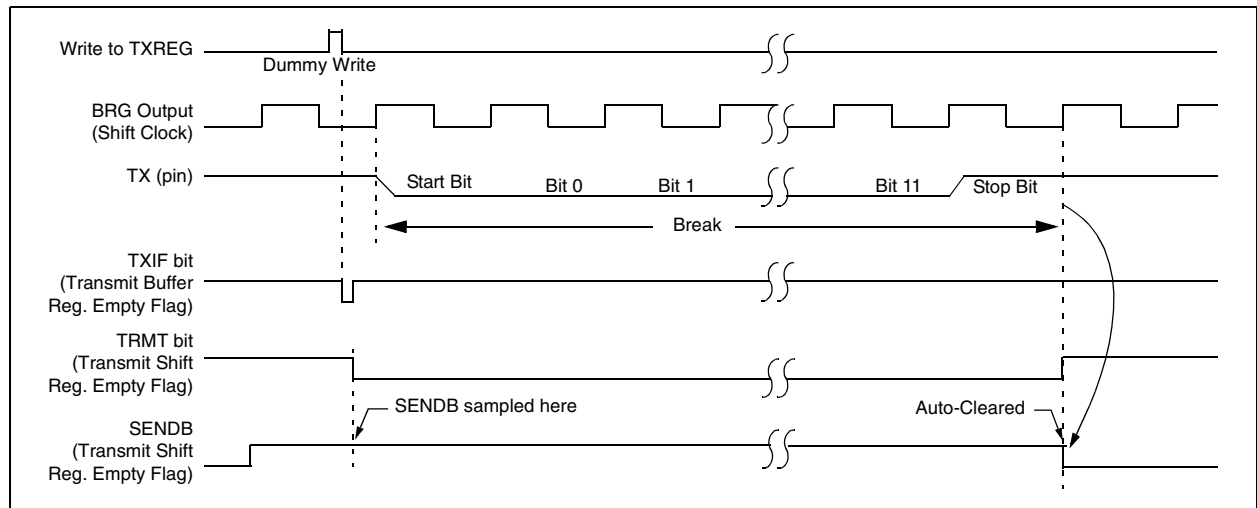 Write to TXREG
Dummy Write
BRG Output
(Shift Clock)
TX (pin)
Start Bit
Bit 0
Bit 1
Bit 11
Stop Bit
Break
TXIF bit
(Transmit Buffer
Reg. Empty Flag)
TRMT bit
(Transmit Shift
Reg. Empty Flag)
SENDB sampled here
Auto-Cleared
SENDB
(Transmit Shift
Reg. Empty Flag)